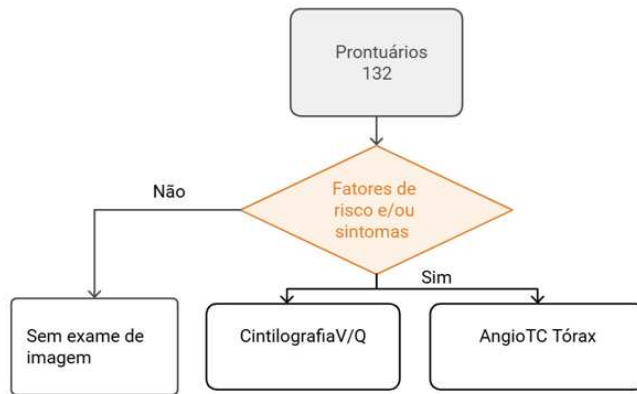 Prontuários
132
Fatores de
risco e/ou
sintomas
Não
Sim
Sem exame de
imagem
CintilografiaV/Q
AngioTC Tórax